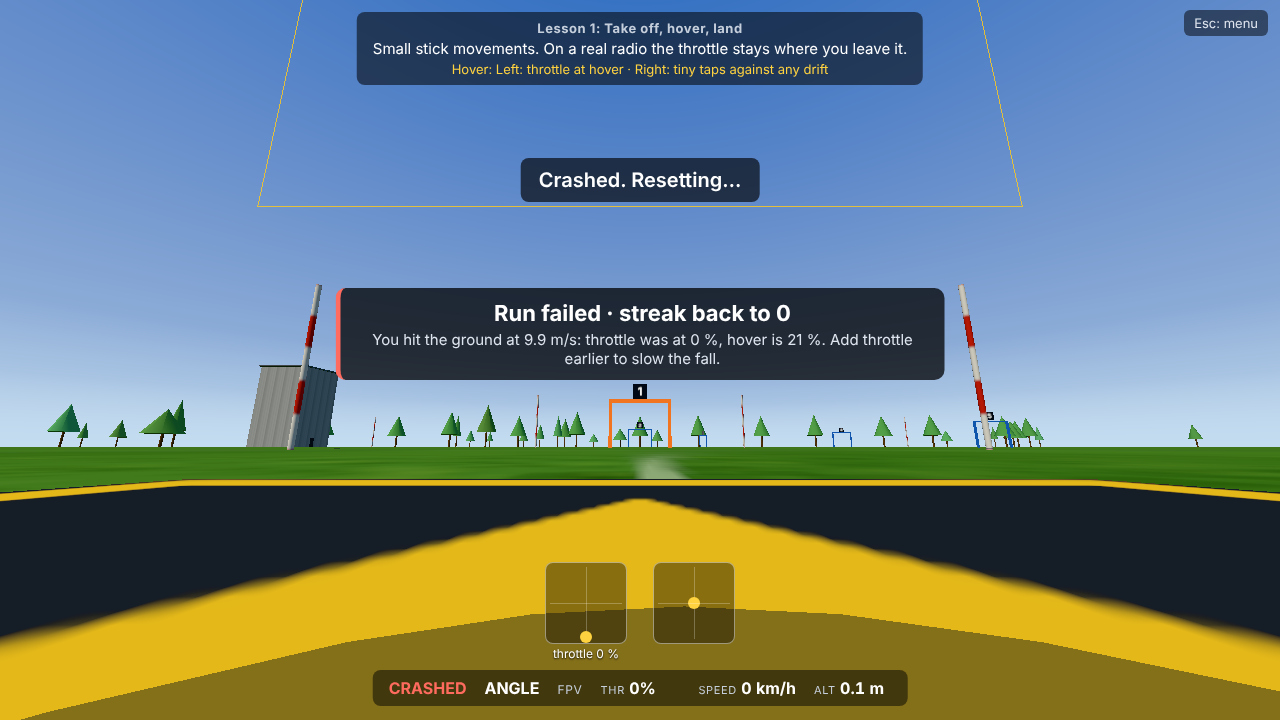 Lesson 1: Take off, hover, land
Small stick movements. On a real radio the throttle stays where you leave it.
Hover: Left: throttle at hover · Right: tiny taps against any drift
Esc: menu
Crashed. Resetting...
Run failed · streak back to 0
You hit the ground at 9.9 m/s: throttle was at 0 %, hover is 21 %. Add throttle
earlier to slow the fall.
1
throttle 0 %
CRASHED ANGLE FPV THR 0% SPEED 0 km/h ALT 0.1 m